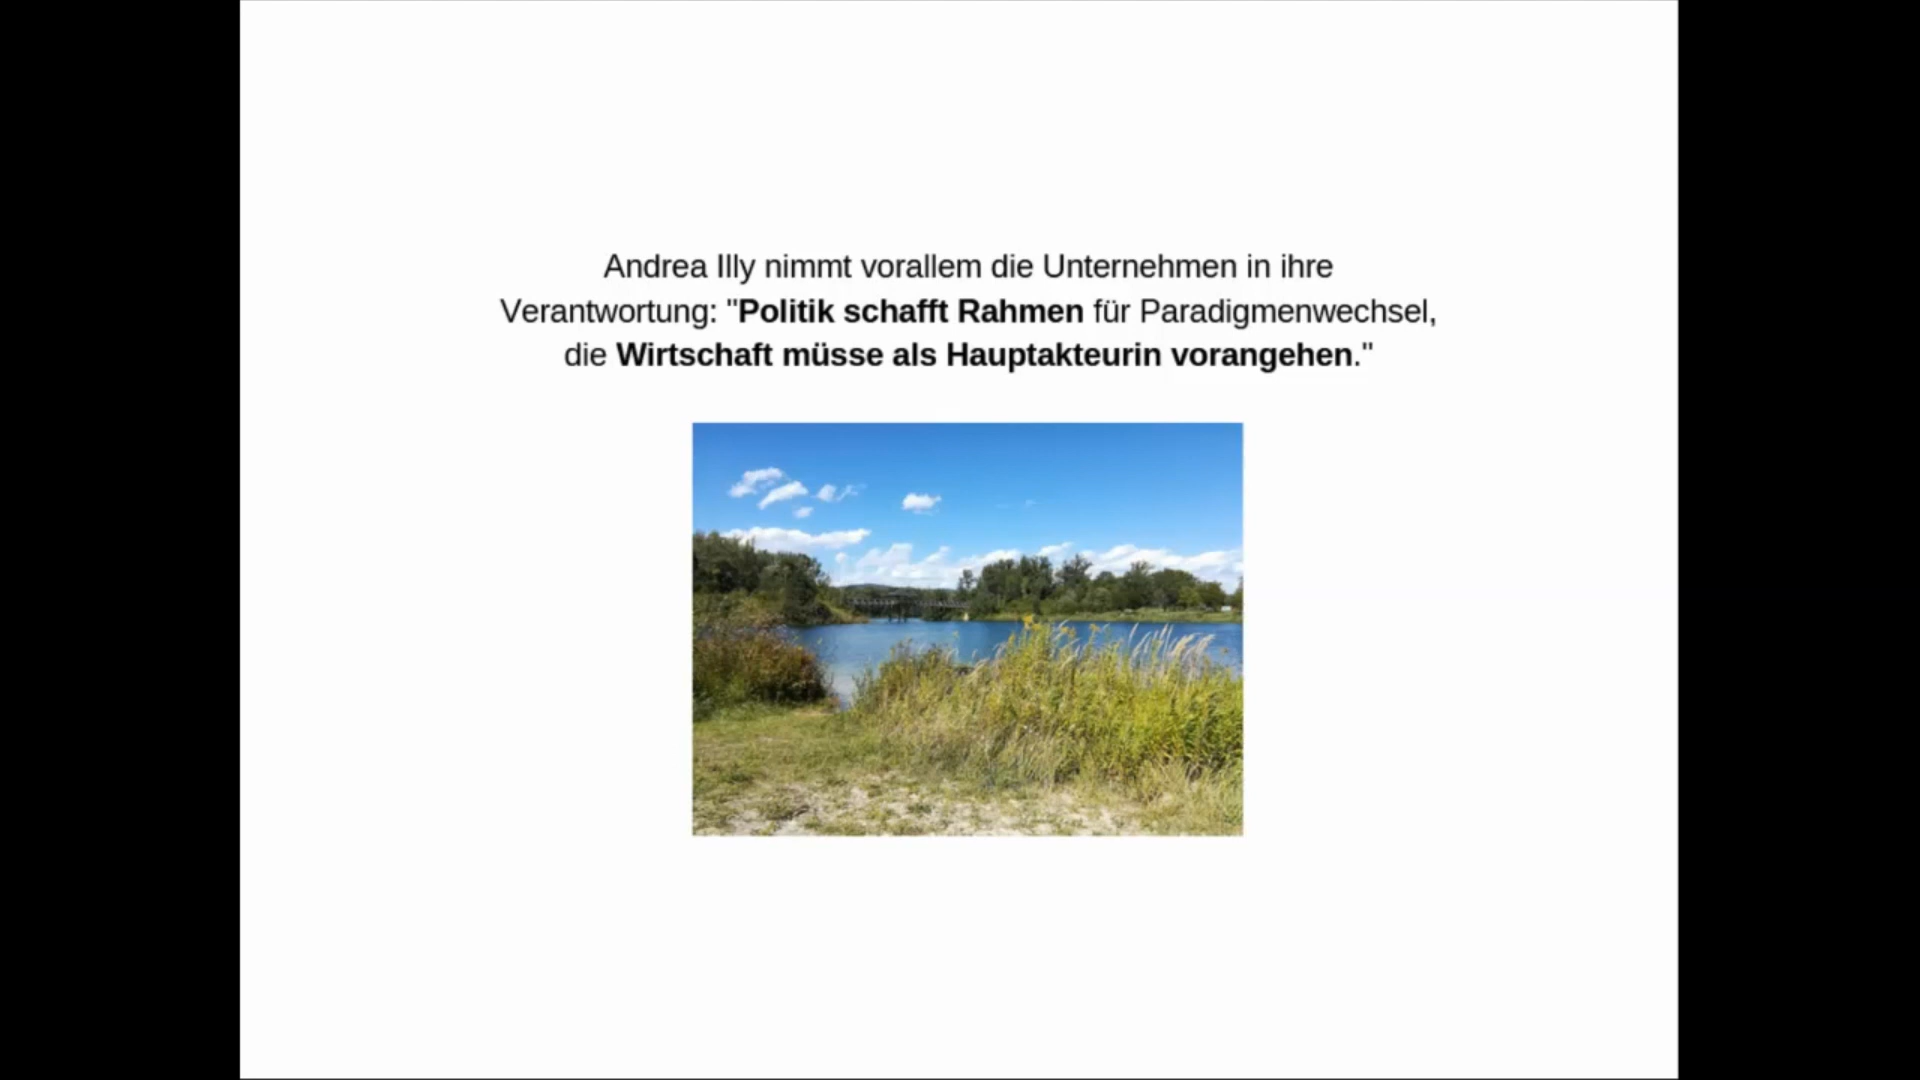 Andrea Illy nimmt vorallem die Unternehmen in ihre
Verantwortung: "Politik schafft Rahmen für Paradigmenwechsel,
die Wirtschaft müsse als Hauptakteurin vorangehen."